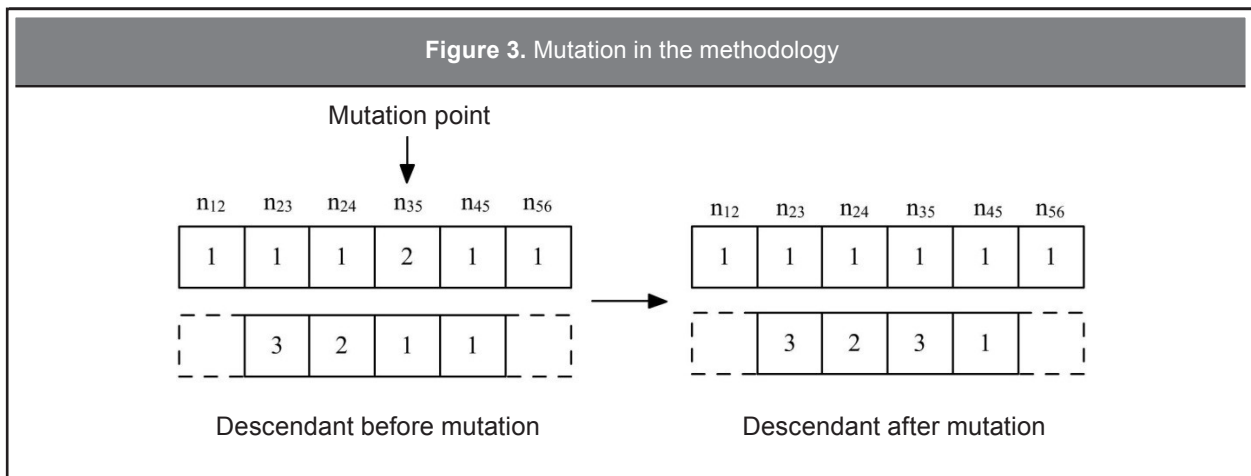 Figure 3. Mutation in the methodology
Mutation point
n₁₂ n₂₃ n₂₄ n₃₅ n₄₅ n₅₆
1 1 1 2 1 1
3 2 1 1
Descendant before mutation
n₁₂ n₂₃ n₂₄ n₃₅ n₄₅ n₅₆
1 1 1 1 1 1
3 2 3 1
Descendant after mutation